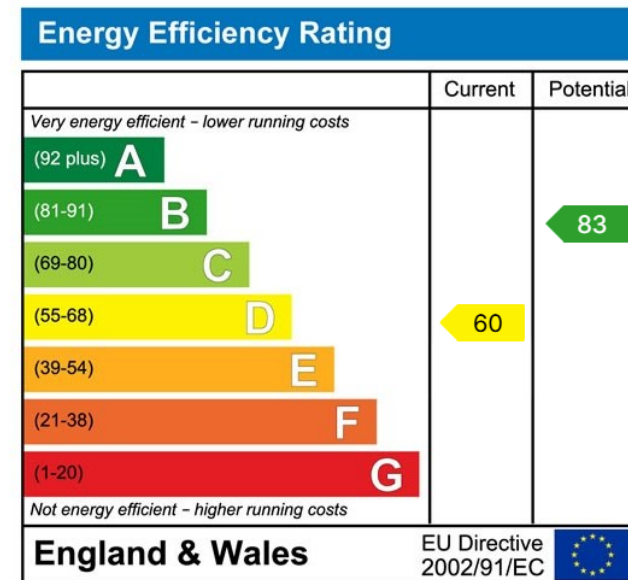 Energy Efficiency Rating
Current Potential
Very energy efficient – lower running costs
(92 plus) A
(81-91) B
83
(69-80) C
(55-68) D
60
(39-54) E
(21-38) F
(1-20) G
Not energy efficient – higher running costs
England & Wales
EU Directive
2002/91/EC